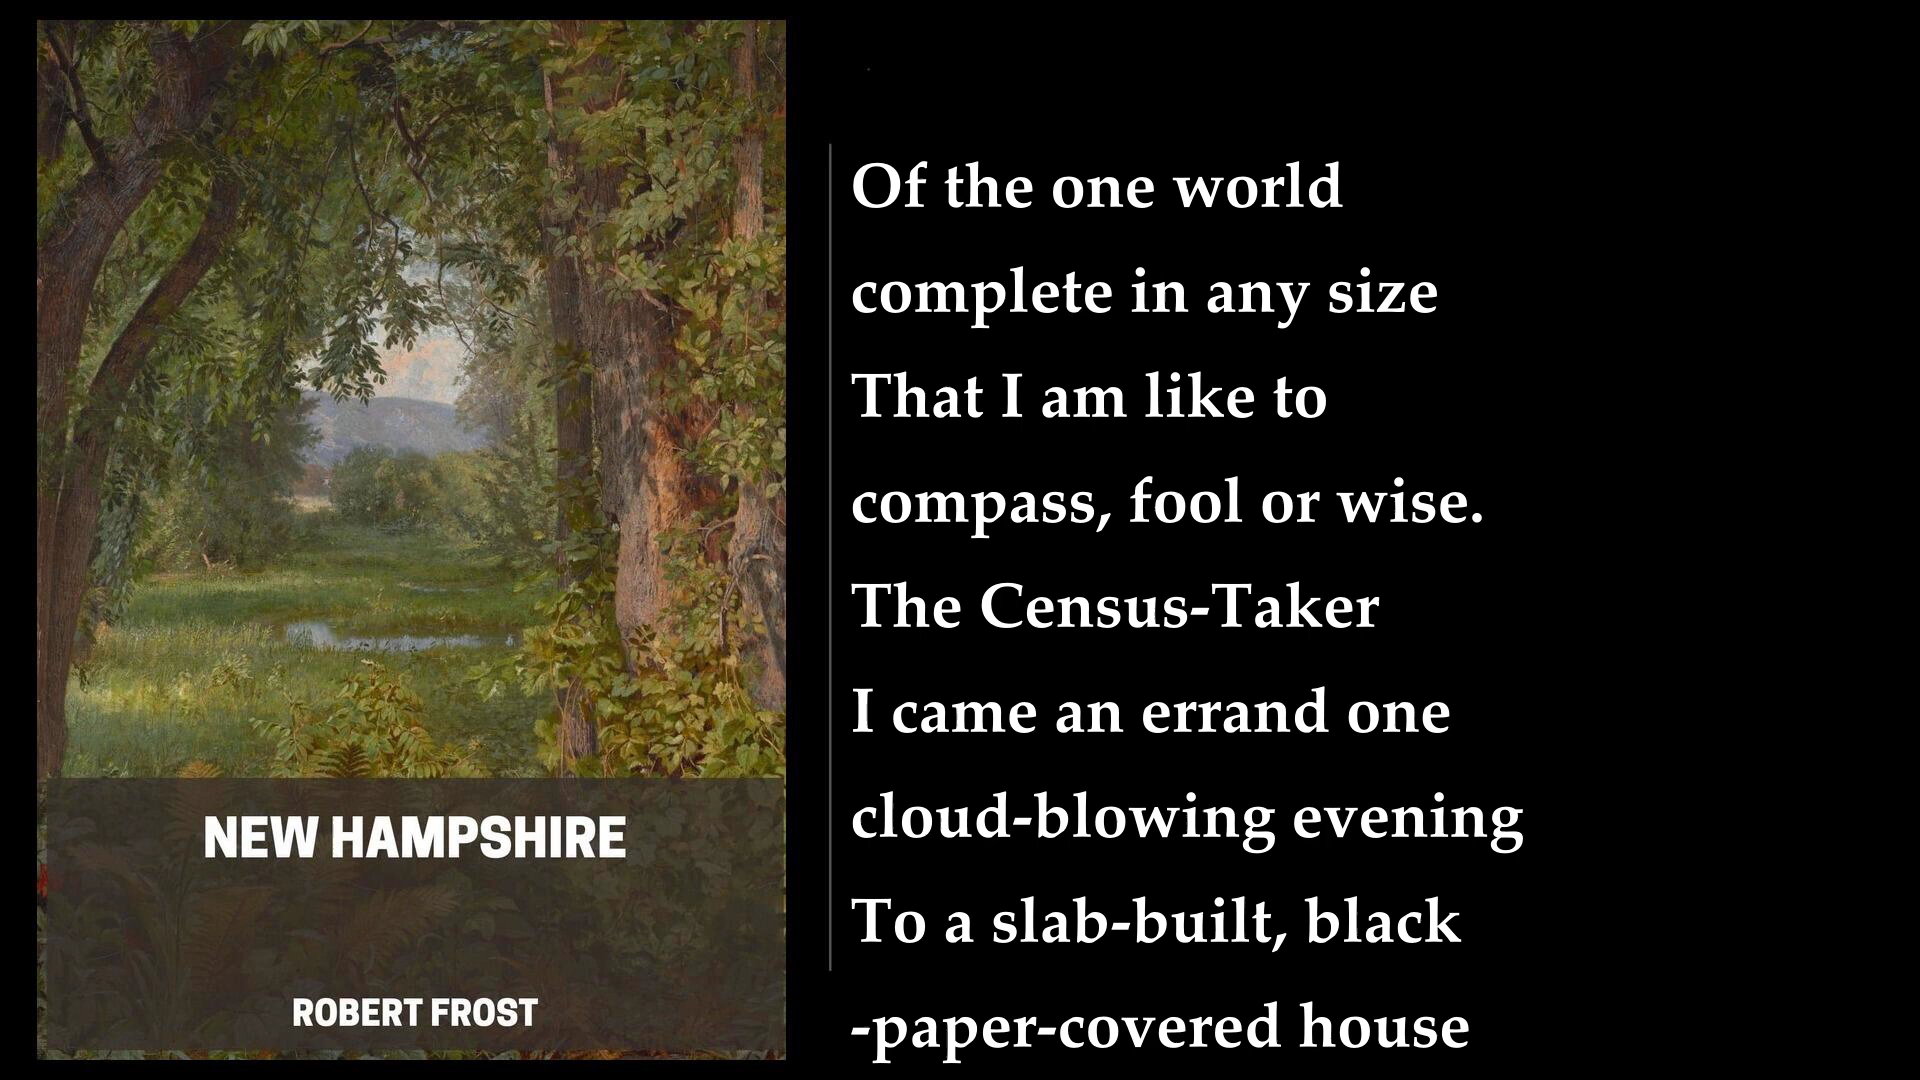 NEW HAMPSHIRE
ROBERT FROST
Of the one world
complete in any size
That I am like to
compass, fool or wise.
The Census-Taker
I came an errand one
cloud-blowing evening
To a slab-built, black
-paper-covered house